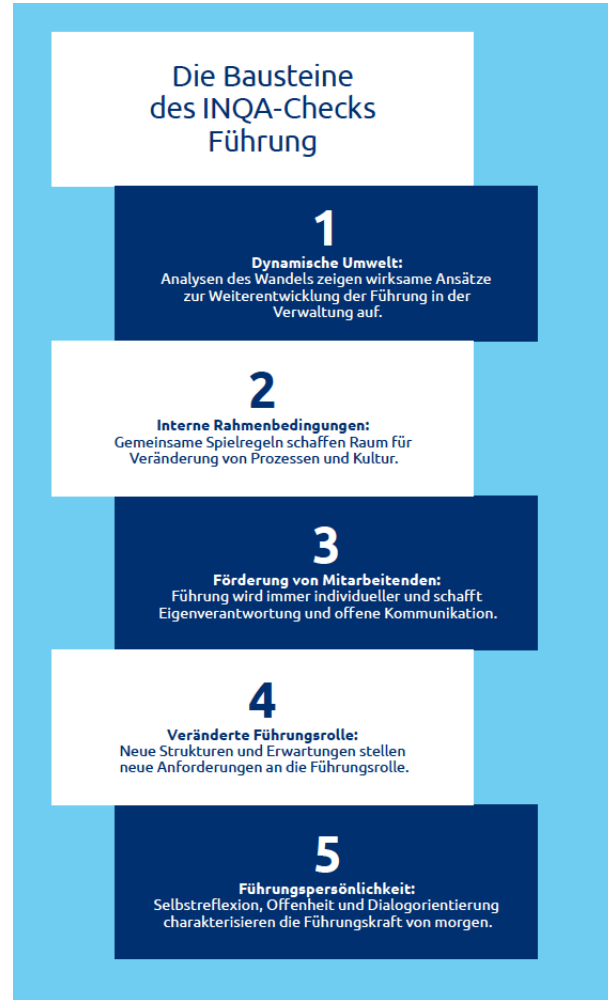 Die Bausteine
des INQA-Checks
Führung
1
Dynamische Umwelt:
Analysen des Wandels zeigen wirksame Ansätze
zur Weiterentwicklung der Führung in der
Verwaltung auf.
2
Interne Rahmenbedingungen:
Gemeinsame Spielregeln schaffen Raum für
Veränderung von Prozessen und Kultur.
3
Förderung von Mitarbeitenden:
Führung wird immer individueller und schafft
Eigenverantwortung und offene Kommunikation.
4
Veränderte Führungsrolle:
Neue Strukturen und Erwartungen stellen
neue Anforderungen an die Führungsrolle.
5
Führungspersönlichkeit:
Selbstreflexion, Offenheit und Dialogorientierung
charakterisieren die Führungskraft von morgen.